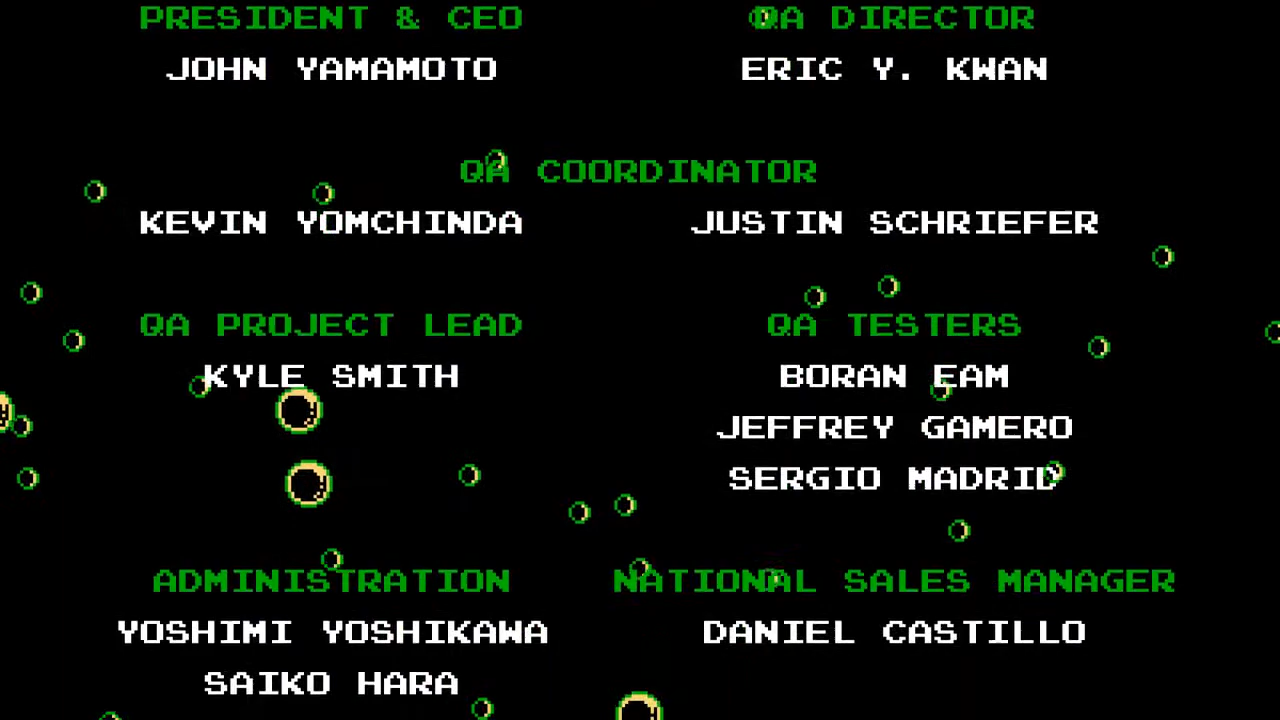 PRESIDENT & CEO
QA DIRECTOR
JOHN YAMAMOTO
ERIC Y. KWAN
QA COORDINATOR
KEVIN YOMCHINDA
JUSTIN SCHRIEFER
QA PROJECT LEAD
QA TESTERS
KYLE SMITH
BORAN EAM
JEFFREY GAMERO
SERGIO MADRID
ADMINISTRATION
NATIONAL SALES MANAGER
YOSHIMI YOSHIKAWA
DANIEL CASTILLO
SAIKO HARA